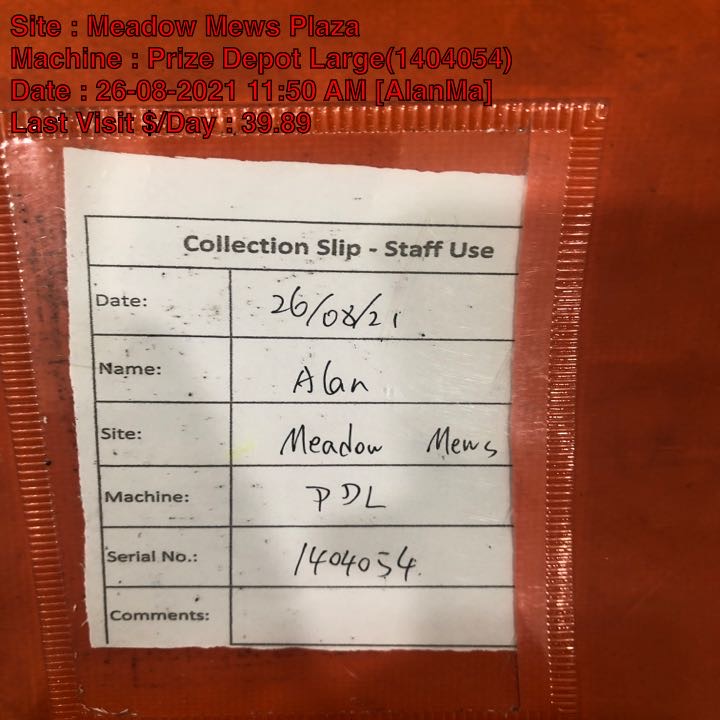 Site : Meadow Mews Plaza
Machine : Prize Depot Large(1404054)
Date : 26-08-2021 11:50 AM [AlanMa]
Last Visit $/Day : 39.89
Collection Slip - Staff Use
Date: 26/08/21
Name: Alan
Site: Meadow Mews
Machine: PDL
Serial No.: 1404054
Comments: